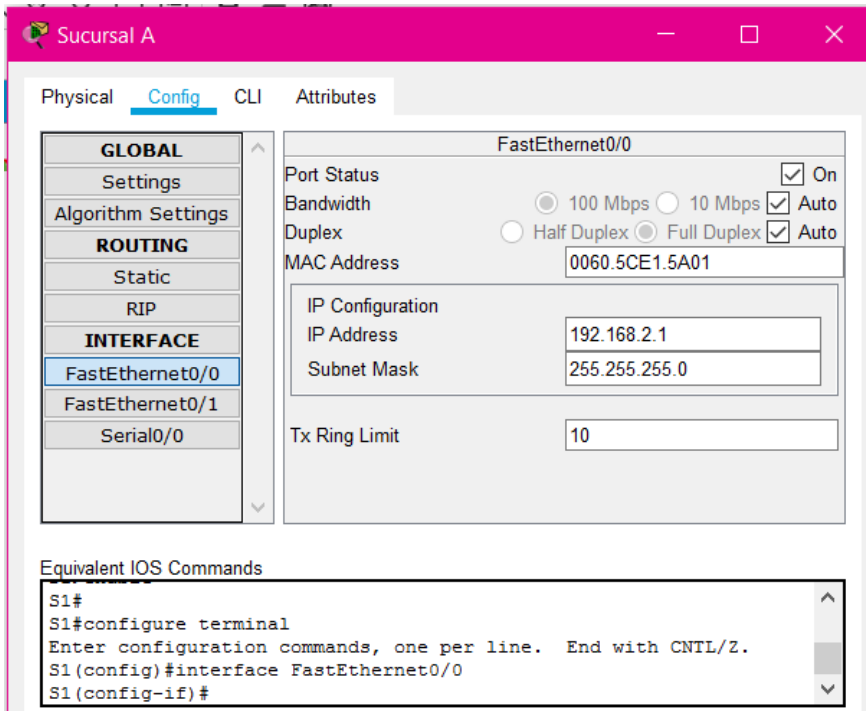 Sucursal A
Physical Config CLI Attributes
GLOBAL
Settings
Algorithm Settings
ROUTING
Static
RIP
INTERFACE
FastEthernet0/0
FastEthernet0/1
Serial0/0
FastEthernet0/0
Port Status On
Bandwidth 100 Mbps 10 Mbps Auto
Duplex Half Duplex Full Duplex Auto
MAC Address 0060.5CE1.5A01
IP Configuration
IP Address 192.168.2.1
Subnet Mask 255.255.255.0
Tx Ring Limit 10
Equivalent IOS Commands
S1#
S1#configure terminal
Enter configuration commands, one per line. End with CNTL/Z.
S1(config)#interface FastEthernet0/0
S1(config-if)#